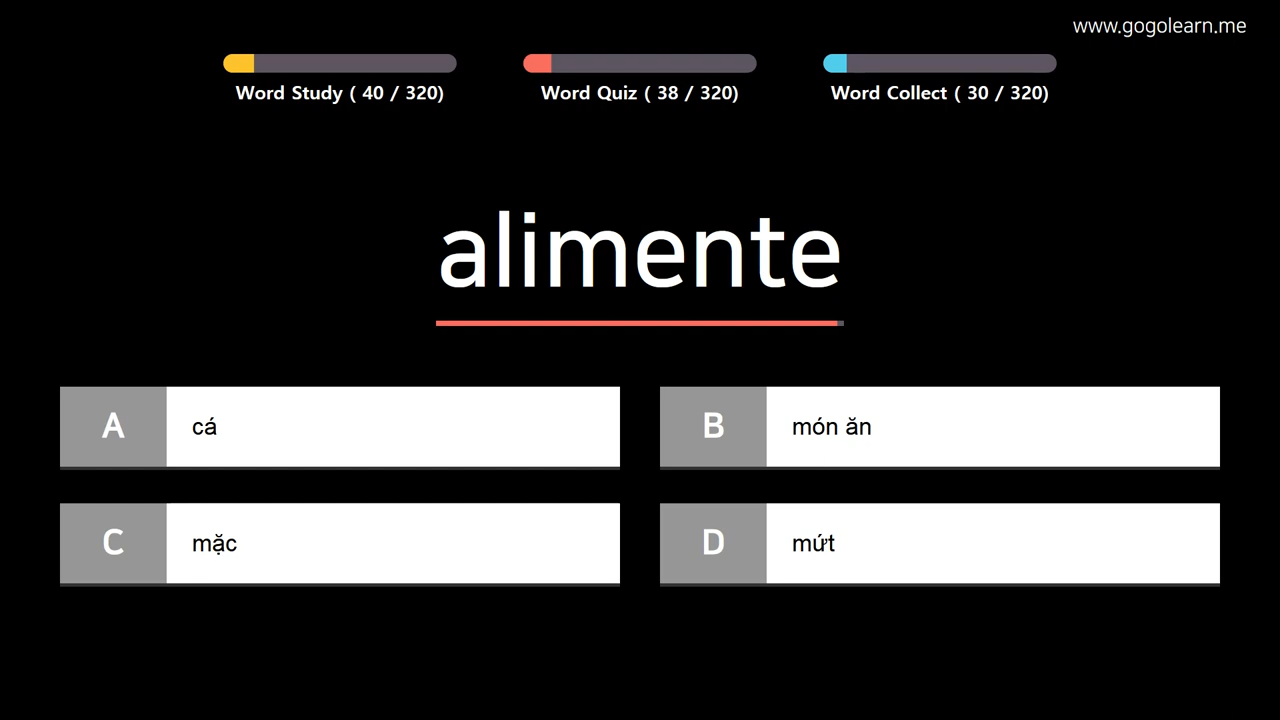 www.gogolearn.me
Word Study ( 40 / 320)
Word Quiz ( 38 / 320)
Word Collect ( 30 / 320)
alimente
A
cá
B
món ăn
C
mặc
D
mứt